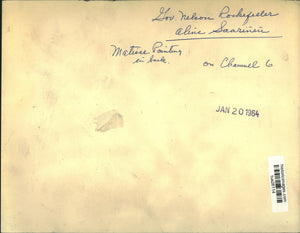 Gov. Nelson Rockefeller
Aline Saarinen
Matisse Painting
in back.
on Channel 6
JAN 20 1964